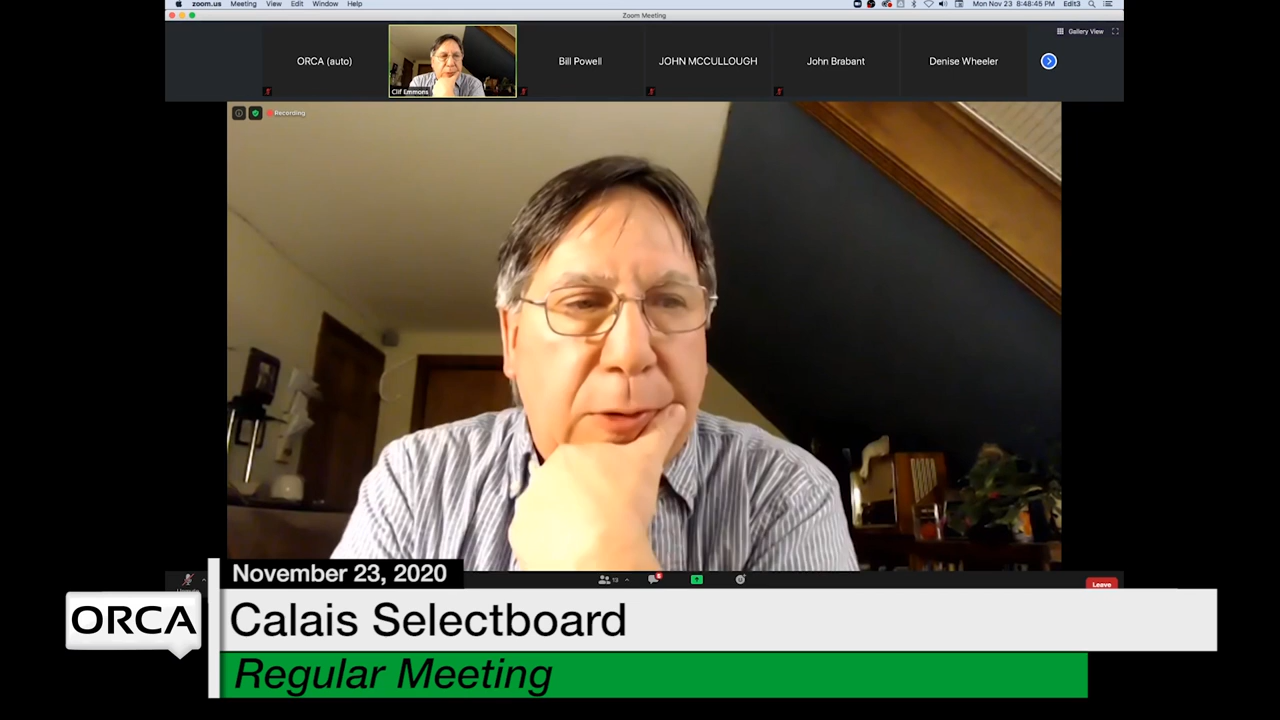 zoom.us Meeting View Edit Window Help
Mon Nov 23 8:48:45 PM Edit3
Zoom Meeting
Gallery View
ORCA (auto)
Clif Emmons
Bill Powell
JOHN MCCULLOUGH
John Brabant
Denise Wheeler
Recording
13
Leave
November 23, 2020
ORCA
Calais Selectboard
Regular Meeting